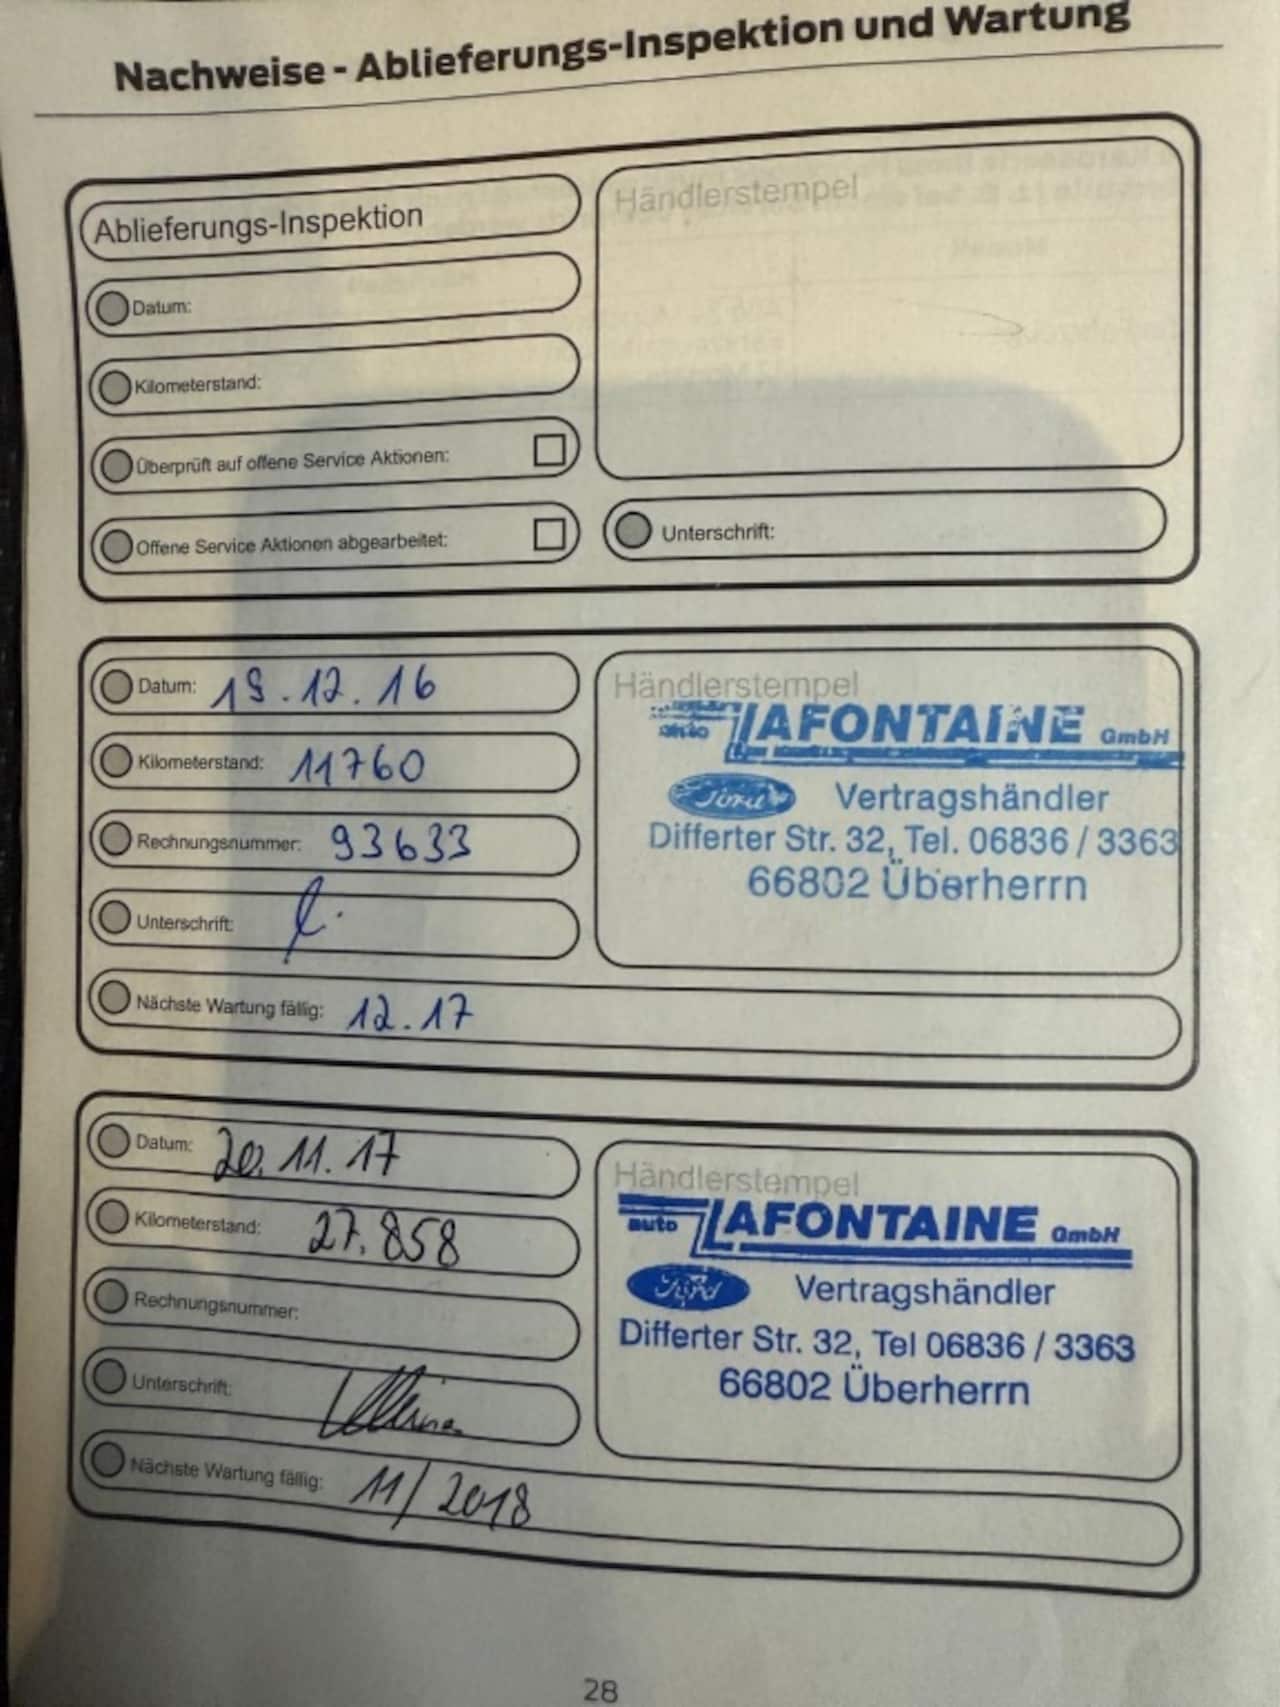 Nachweise - Ablieferungs-Inspektion und Wartung
Ablieferungs-Inspektion
Händlerstempel
Datum:
Kilometerstand:
Überprüft auf offene Service Aktionen:
Offene Service Aktionen abgearbeitet:
Unterschrift:
Datum: 19.12.16
Kilometerstand: 11760
Rechnungsnummer: 93633
Unterschrift:
Nächste Wartung fällig: 12.17
Händlerstempel
auto LAFONTAINE GmbH
Ford Vertragshändler
Differter Str. 32, Tel. 06836 / 3363
66802 Überherrn
Datum: 20.11.17
Kilometerstand: 27.858
Rechnungsnummer:
Unterschrift:
Nächste Wartung fällig: 11/2018
Händlerstempel
auto LAFONTAINE GmbH
Ford Vertragshändler
Differter Str. 32, Tel 06836 / 3363
66802 Überherrn
28